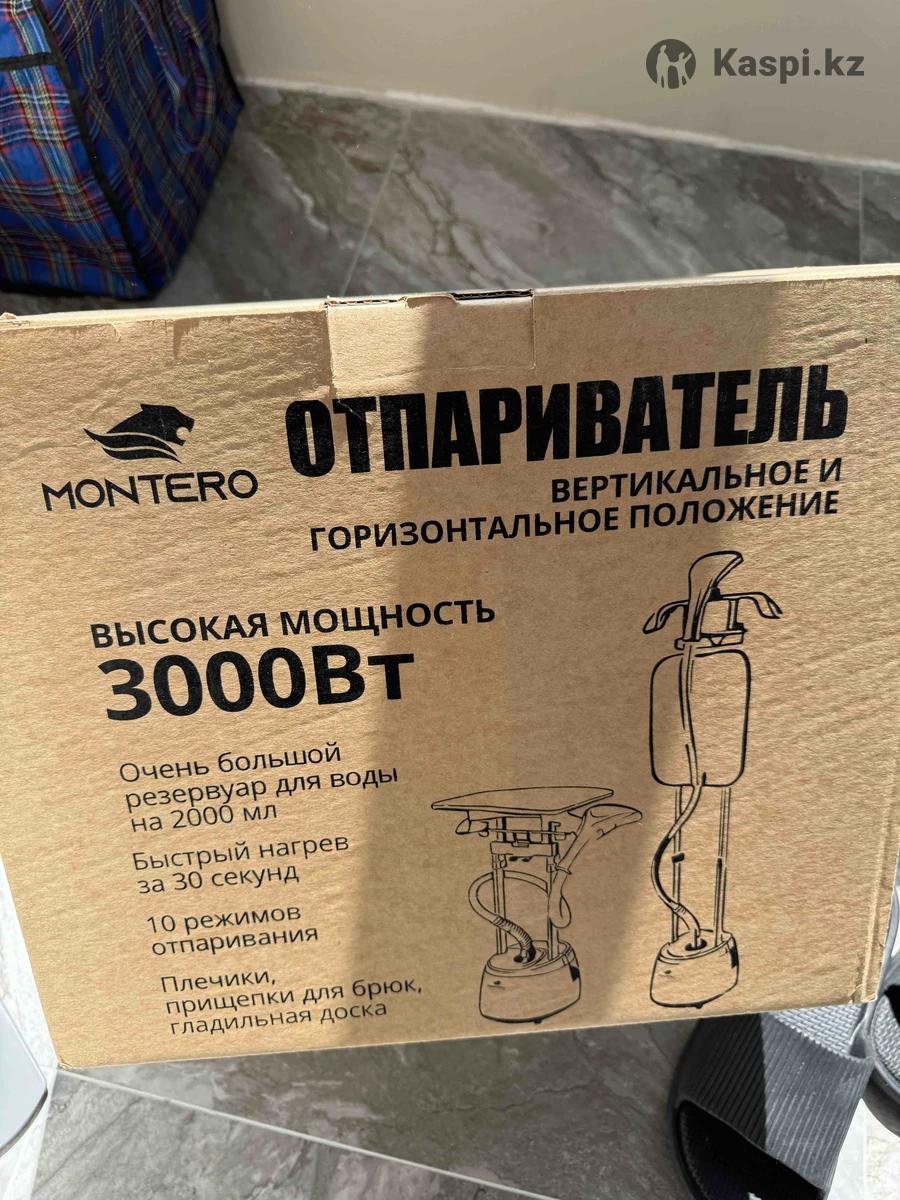 Kaspi.kz
MONTERO
ОТПАРИВАТЕЛЬ
ВЕРТИКАЛЬНОЕ И
ГОРИЗОНТАЛЬНОЕ ПОЛОЖЕНИЕ
ВЫСОКАЯ МОЩНОСТЬ
3000Вт
Очень большой
резервуар для воды
на 2000 мл
Быстрый нагрев
за 30 секунд
10 режимов
отпаривания
Плечики,
прищепки для брюк,
гладильная доска